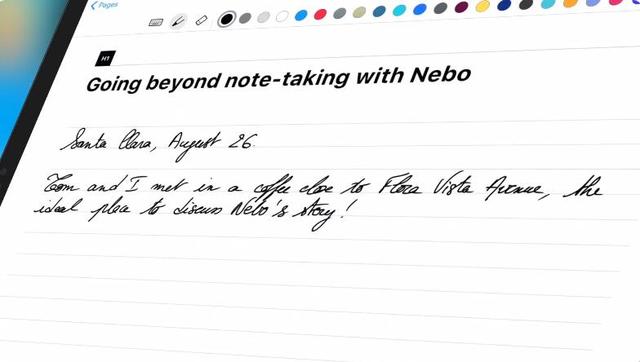 Pages
H1
Going beyond note-taking with Nebo
Santa Clara, August 26.
Tom and I met in a coffee close to Flora Vista Avenue, the
ideal place to discuss Nebo's story!